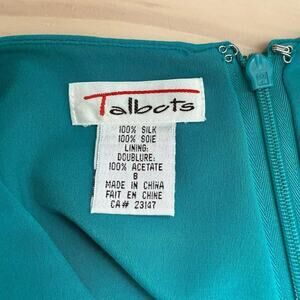 Talbots
100% SILK
100% SOIE
LINING:
DOUBLURE:
100% ACETATE
8
MADE IN CHINA
FAIT EN CHINE
CA# 23147